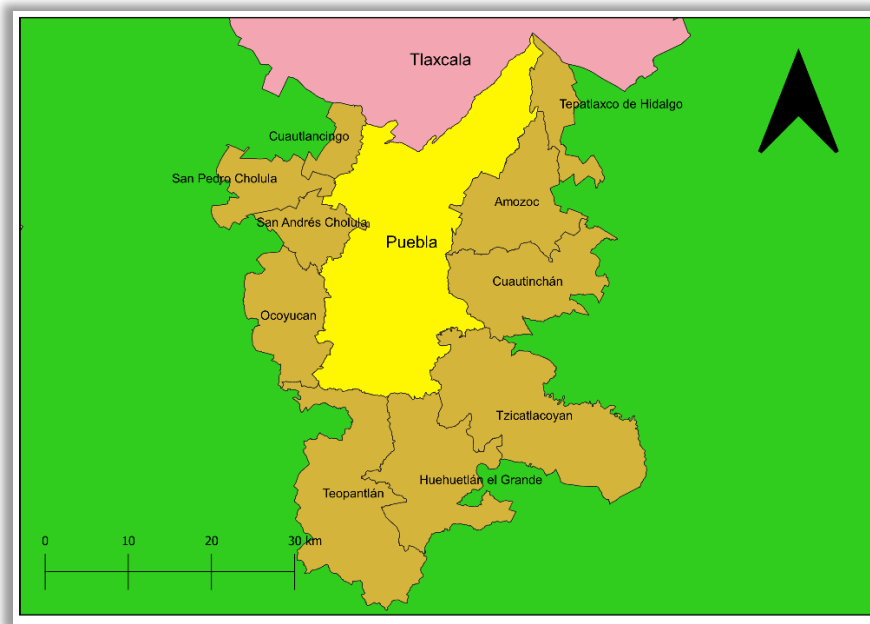 Tlaxcala
Tepatlaxco de Hidalgo
Cuautlancingo
San Pedro Cholula
Amozoc
San Andrés Cholula
Puebla
Cuautinchán
Ocoyucan
Tzicatlacoyan
Huehuetlán el Grande
Teopantlán
0 10 20 30 km